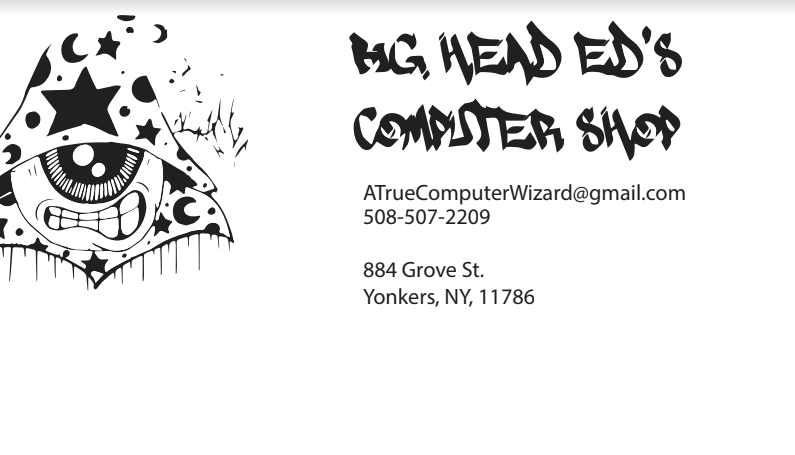 BIG HEAD ED'S
COMPUTER SHOP
ATrueComputerWizard@gmail.com
508-507-2209
884 Grove St.
Yonkers, NY, 11786